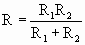 R = R₁R₂ / R₁ + R₂